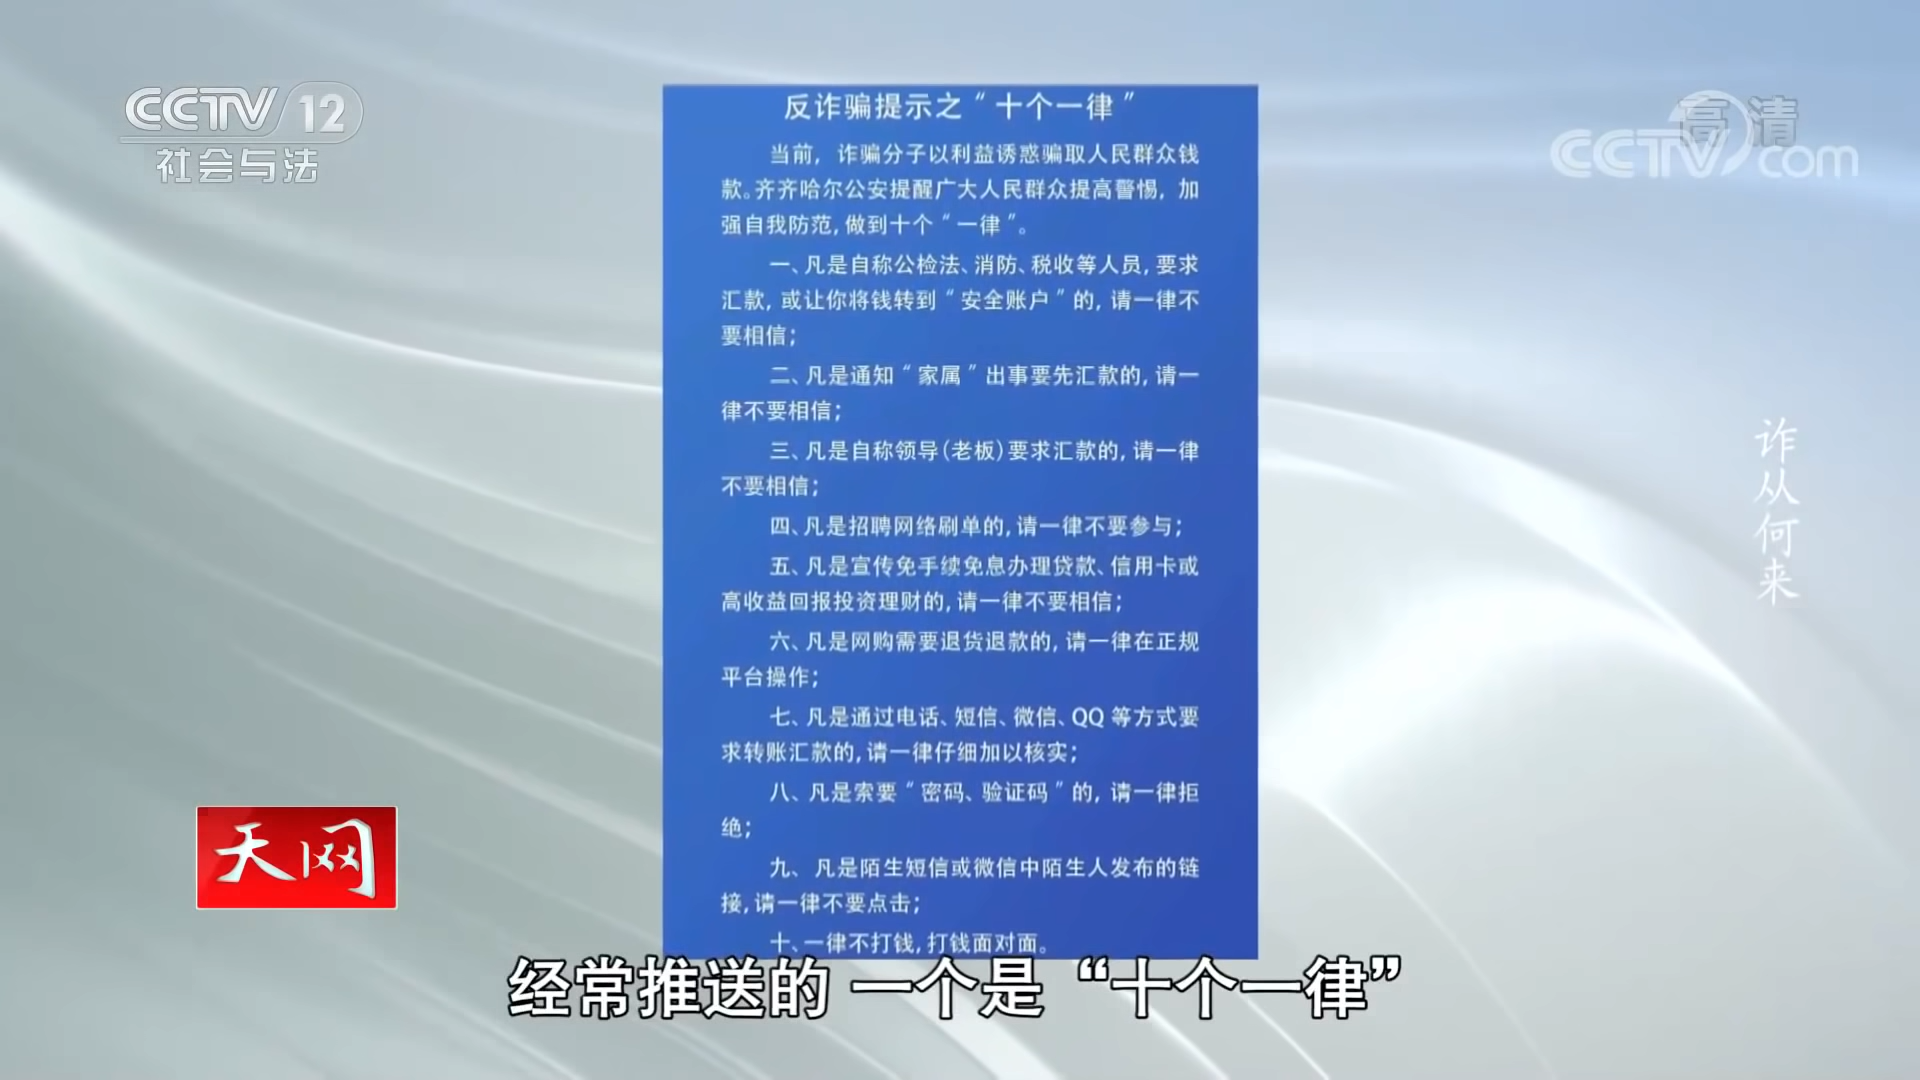 CCTV 12
社会与法
高清
CCTV.com
反诈骗提示之“十个一律”
当前，诈骗分子以利益诱惑骗取人民群众钱
款。齐齐哈尔公安提醒广大人民群众提高警惕，加
强自我防范，做到十个“一律”。
一、凡是自称公检法、消防、税收等人员，要求
汇款，或让你将钱转到“安全账户”的，请一律不
要相信；
二、凡是通知“家属”出事要先汇款的，请一
律不要相信；
三、凡是自称领导（老板）要求汇款的，请一律
不要相信；
四、凡是招聘网络刷单的，请一律不要参与；
五、凡是宣传免手续免息办理贷款、信用卡或
高收益回报投资理财的，请一律不要相信；
六、凡是网购需要退货退款的，请一律在正规
平台操作；
七、凡是通过电话、短信、微信、QQ 等方式要
求转账汇款的，请一律仔细加以核实；
八、凡是索要“密码、验证码”的，请一律拒
绝；
九、凡是陌生短信或微信中陌生人发布的链
接，请一律不要点击；
十、一律不打钱，打钱面对面。
诈从何来
天网
经常推送的 一个是“十个一律”